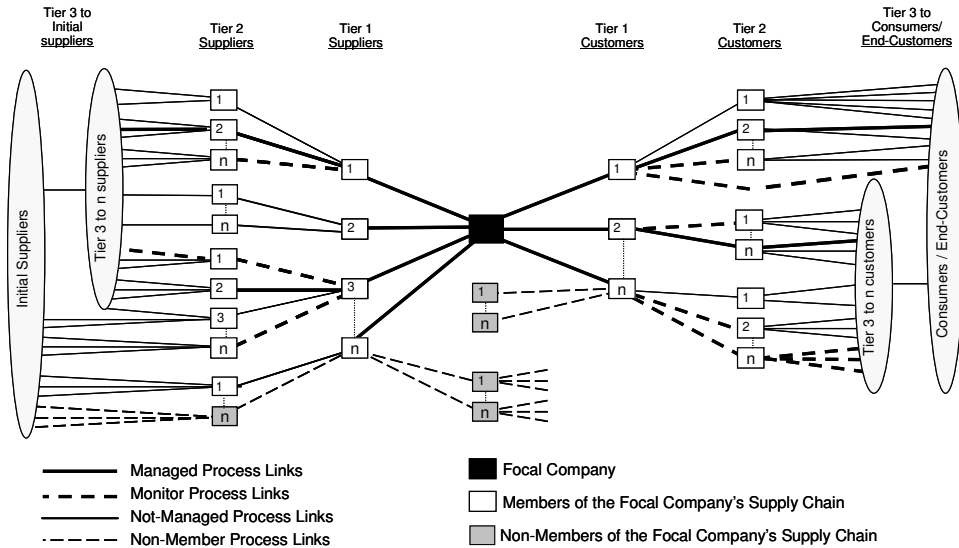 Tier 3 to
Initial
suppliers
Tier 2
Suppliers
Tier 1
Suppliers
Tier 1
Customers
Tier 2
Customers
Tier 3 to
Consumers/
End-Customers
Initial Suppliers
Tier 3 to n suppliers
1
2
n
1
n
1
2
3
n
1
n
1
2
3
n
1
n
1
n
1
2
n
1
2
n
1
n
1
2
n
Tier 3 to n customers
Consumers / End-Customers
Managed Process Links
Monitor Process Links
Not-Managed Process Links
Non-Member Process Links
Focal Company
Members of the Focal Company's Supply Chain
Non-Members of the Focal Company's Supply Chain